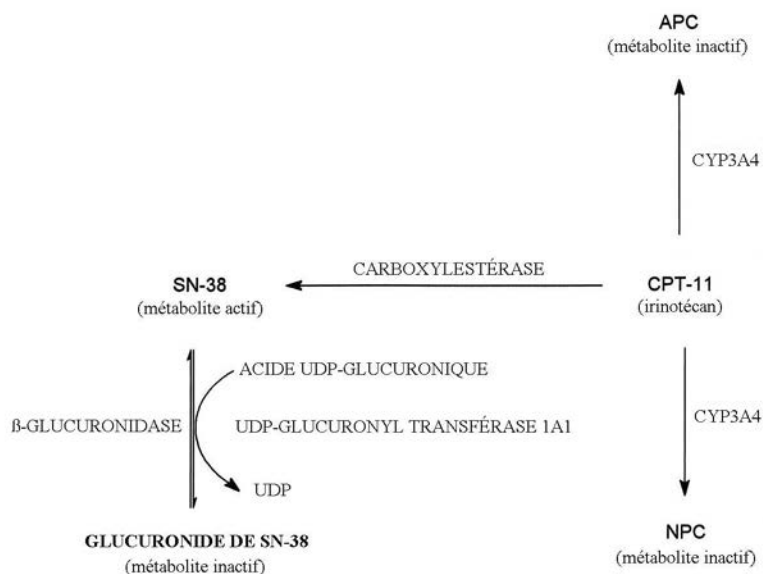 APC
(métabolite inactif)
CYP3A4
CARBOXYLESTÉRASE
SN-38
(métabolite actif)
CPT-11
(irinotécan)
ACIDE UDP-GLUCURONIQUE
ß-GLUCURONIDASE
UDP-GLUCURONYL TRANSFÉRASE 1A1
CYP3A4
UDP
GLUCURONIDE DE SN-38
(métabolite inactif)
NPC
(métabolite inactif)